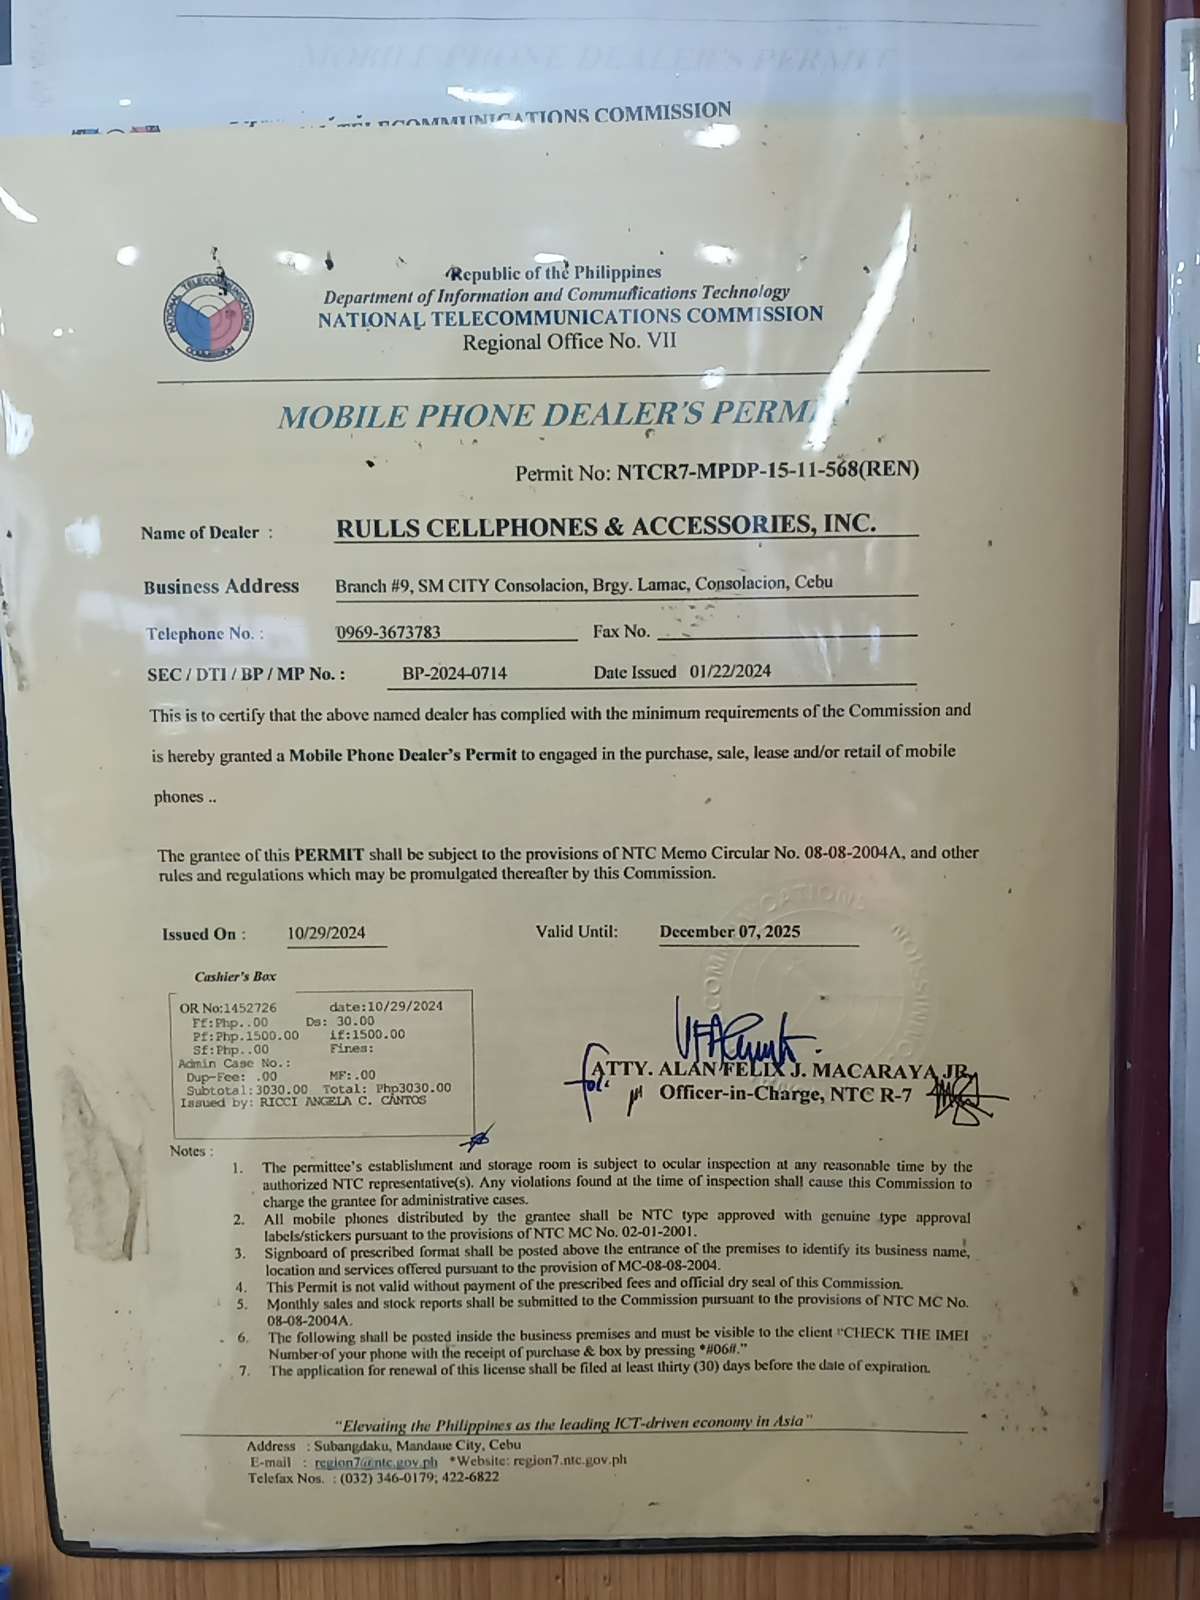 TELECOMMUNICATIONS COMMISSION
NATIONAL TELECOMMUNICATIONS COMMISSION
Republic of the Philippines
Department of Information and Communications Technology
NATIONAL TELECOMMUNICATIONS COMMISSION
Regional Office No. VII
MOBILE PHONE DEALER'S PERM
Permit No: NTCR7-MPDP-15-11-568(REN)
Name of Dealer : RULLS CELLPHONES & ACCESSORIES, INC.
Business Address Branch #9, SM CITY Consolacion, Brgy. Lamac, Consolacion, Cebu
Telephone No. : 0969-3673783 Fax No.
SEC / DTI / BP / MP No. : BP-2024-0714 Date Issued 01/22/2024
This is to certify that the above named dealer has complied with the minimum requirements of the Commission and
is hereby granted a Mobile Phone Dealer's Permit to engaged in the purchase, sale, lease and/or retail of mobile
phones ..
The grantee of this PERMIT shall be subject to the provisions of NTC Memo Circular No. 08-08-2004A, and other
rules and regulations which may be promulgated thereafter by this Commission.
Issued On : 10/29/2024 Valid Until: December 07, 2025
Cashier's Box
OR No:1452726 date:10/29/2024
Ff:Php..00 Ds: 30.00
Pf:Php.1500.00 if:1500.00
Sf:Php..00 Fines:
Admin Case No.:
Dup-Fee: .00 MF:.00
Subtotal:3030.00 Total: Php3030.00
Issued by: RICCI ANGELA C. CANTOS
for:
ATTY. ALAN FELIX J. MACARAYA JR.
Officer-in-Charge, NTC R-7
Notes :
1. The permittee's establishment and storage room is subject to ocular inspection at any reasonable time by the
authorized NTC representative(s). Any violations found at the time of inspection shall cause this Commission to
charge the grantee for administrative cases.
2. All mobile phones distributed by the grantee shall be NTC type approved with genuine type approval
labels/stickers pursuant to the provisions of NTC MC No. 02-01-2001.
3. Signboard of prescribed format shall be posted above the entrance of the premises to identify its business name,
location and services offered pursuant to the provision of MC-08-08-2004.
4. This Permit is not valid without payment of the prescribed fees and official dry seal of this Commission.
5. Monthly sales and stock reports shall be submitted to the Commission pursuant to the provisions of NTC MC No.
08-08-2004A.
6. The following shall be posted inside the business premises and must be visible to the client "CHECK THE IMEI
Number of your phone with the receipt of purchase & box by pressing *#06#."
7. The application for renewal of this license shall be filed at least thirty (30) days before the date of expiration.
"Elevating the Philippines as the leading ICT-driven economy in Asia"
Address : Subangdaku, Mandaue City, Cebu
E-mail : region7@ntc.gov.ph *Website: region7.ntc.gov.ph
Telefax Nos. : (032) 346-0179; 422-6822